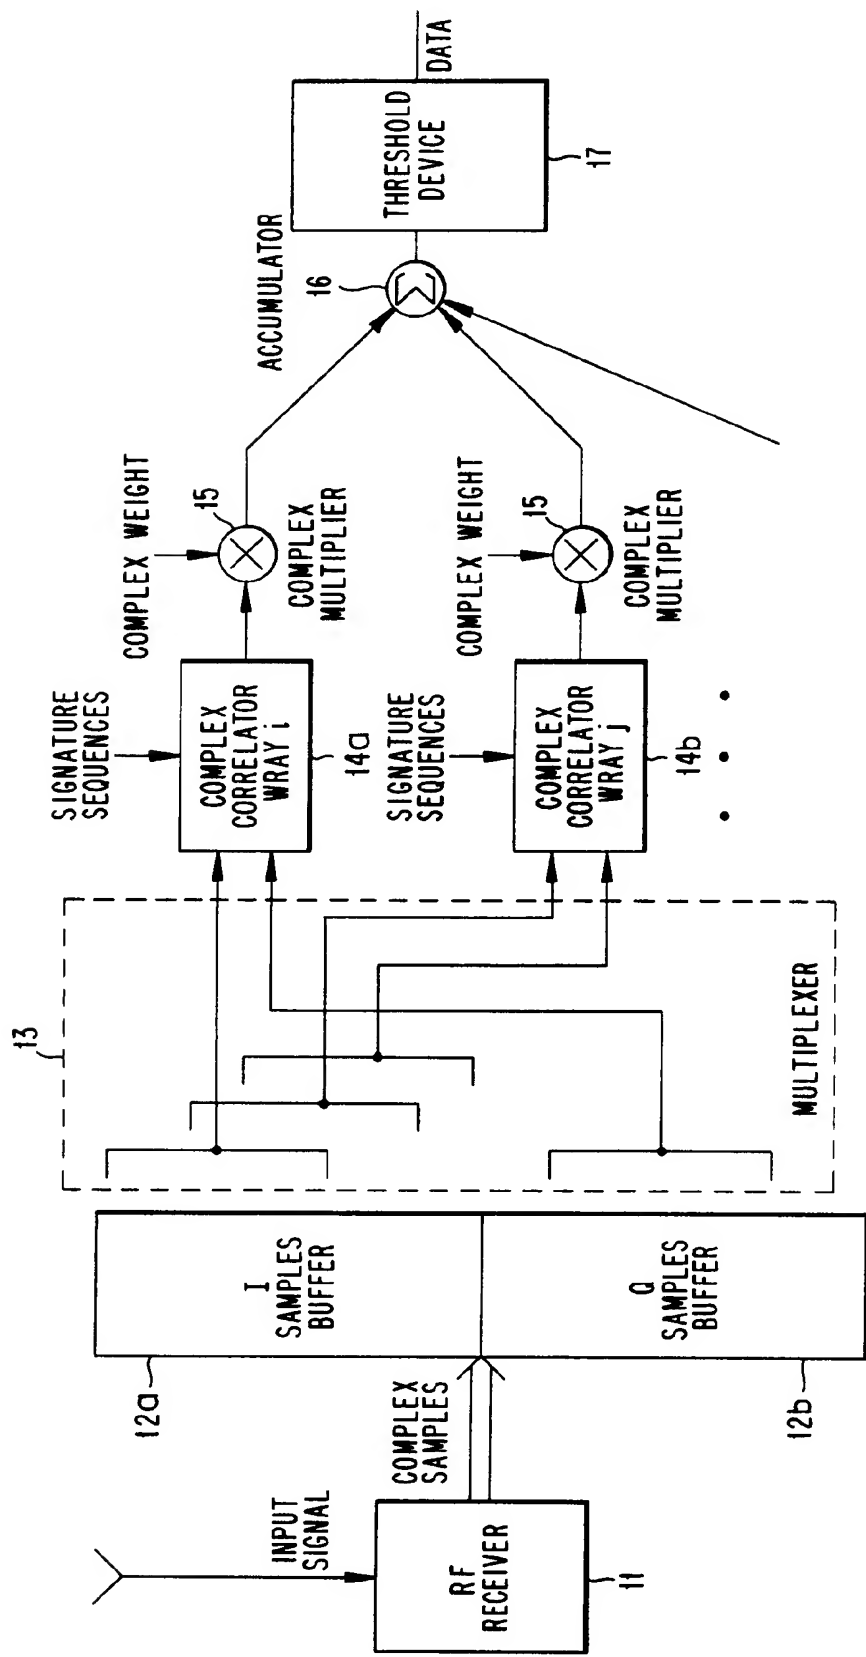 INPUT
SIGNAL
RF
RECEIVER
11
COMPLEX
SAMPLES
12a
I
SAMPLES
BUFFER
Q
SAMPLES
BUFFER
12b
13
MULTIPLEXER
SIGNATURE
SEQUENCES
COMPLEX
CORRELATOR
WRAY i
14a
SIGNATURE
SEQUENCES
COMPLEX
CORRELATOR
WRAY j
14b
COMPLEX WEIGHT
15
COMPLEX
MULTIPLIER
COMPLEX WEIGHT
15
COMPLEX
MULTIPLIER
ACCUMULATOR
16
Σ
THRESHOLD
DEVICE
17
DATA